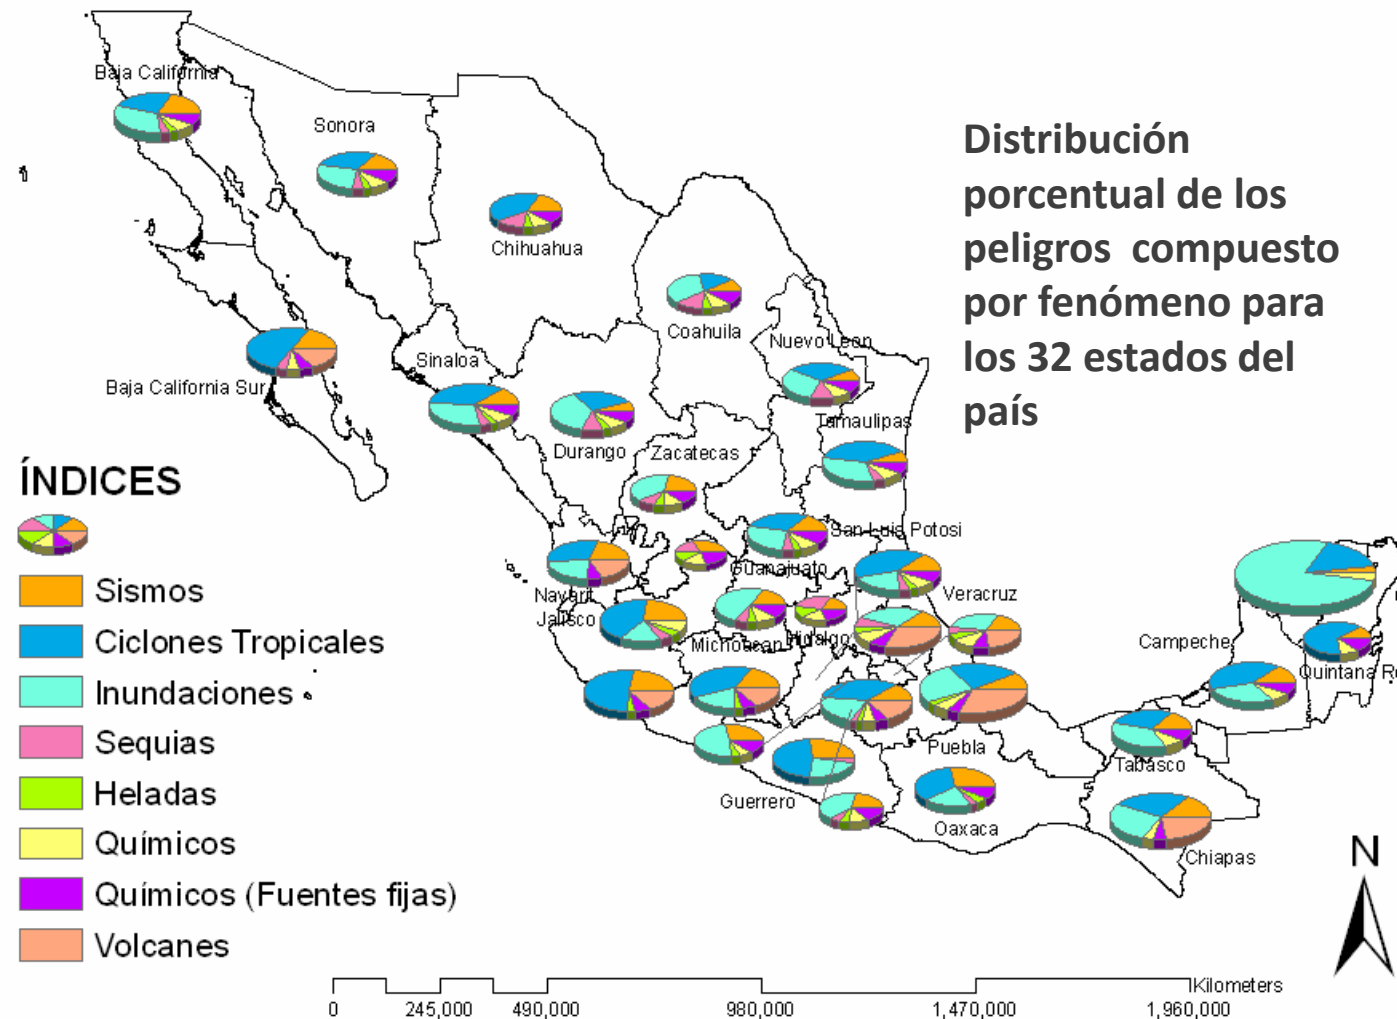 Baja California
Sonora
Chihuahua
Coahuila
Nuevo Leon
Tamaulipas
Baja California Sur
Sinaloa
Durango
Zacatecas
San Luis Potosi
Guanajuato
Nayarit
Jalisco
Veracruz
Michoacan
Hidalgo
Campeche
Quintana Ro
Puebla
Tabasco
Guerrero
Oaxaca
Chiapas
Distribución
porcentual de los
peligros compuesto
por fenómeno para
los 32 estados del
país
ÍNDICES
Sismos
Ciclones Tropicales
Inundaciones
Sequias
Heladas
Químicos
Químicos (Fuentes fijas)
Volcanes
N
Kilometers
0 245,000 490,000 980,000 1,470,000 1,960,000